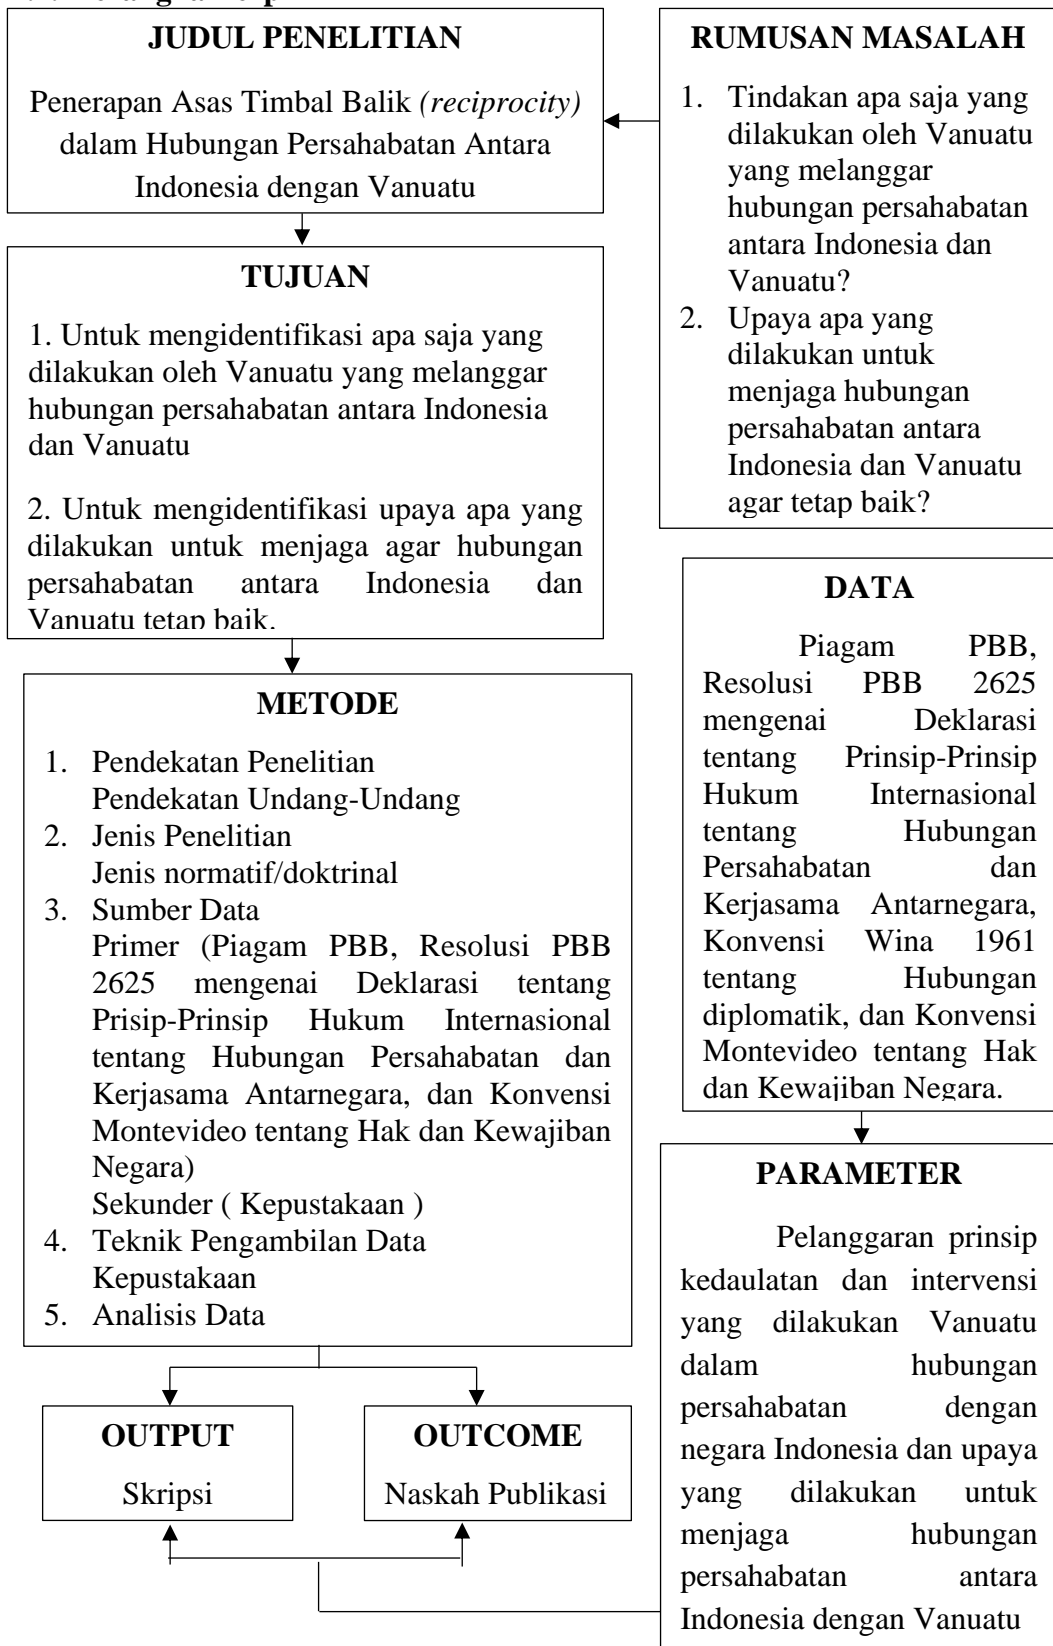 JUDUL PENELITIAN
Penerapan Asas Timbal Balik (reciprocity)
dalam Hubungan Persahabatan Antara
Indonesia dengan Vanuatu
RUMUSAN MASALAH
1. Tindakan apa saja yang
dilakukan oleh Vanuatu
yang melanggar
hubungan persahabatan
antara Indonesia dan
Vanuatu?
2. Upaya apa yang
dilakukan untuk
menjaga hubungan
persahabatan antara
Indonesia dan Vanuatu
agar tetap baik?
TUJUAN
1. Untuk mengidentifikasi apa saja yang
dilakukan oleh Vanuatu yang melanggar
hubungan persahabatan antara Indonesia
dan Vanuatu
2. Untuk mengidentifikasi upaya apa yang
dilakukan untuk menjaga agar hubungan
persahabatan antara Indonesia dan
Vanuatu tetap baik.
DATA
Piagam PBB,
Resolusi PBB 2625
mengenai Deklarasi
tentang Prinsip-Prinsip
Hukum Internasional
tentang Hubungan
Persahabatan dan
Kerjasama Antarnegara,
Konvensi Wina 1961
tentang Hubungan
diplomatik, dan Konvensi
Montevideo tentang Hak
dan Kewajiban Negara.
METODE
1. Pendekatan Penelitian
Pendekatan Undang-Undang
2. Jenis Penelitian
Jenis normatif/doktrinal
3. Sumber Data
Primer (Piagam PBB, Resolusi PBB
2625 mengenai Deklarasi tentang
Prisip-Prinsip Hukum Internasional
tentang Hubungan Persahabatan dan
Kerjasama Antarnegara, dan Konvensi
Montevideo tentang Hak dan Kewajiban
Negara)
Sekunder ( Kepustakaan )
4. Teknik Pengambilan Data
Kepustakaan
5. Analisis Data
PARAMETER
Pelanggaran prinsip
kedaulatan dan intervensi
yang dilakukan Vanuatu
dalam hubungan
persahabatan dengan
negara Indonesia dan upaya
yang dilakukan untuk
menjaga hubungan
persahabatan antara
Indonesia dengan Vanuatu
OUTPUT
Skripsi
OUTCOME
Naskah Publikasi